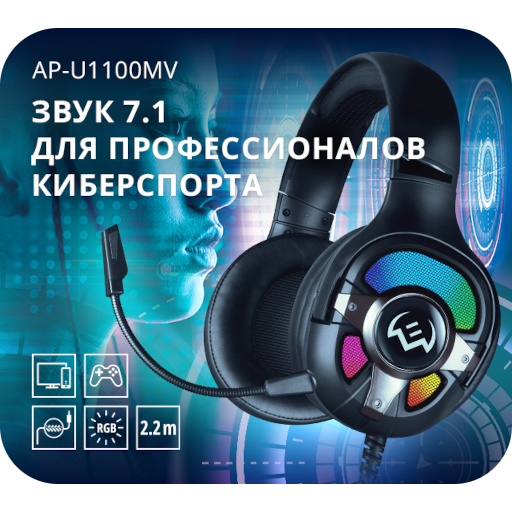 AP-U1100MV
ЗВУК 7.1
ДЛЯ ПРОФЕССИОНАЛОВ
КИБЕРСПОРТА
RGB
2.2 m